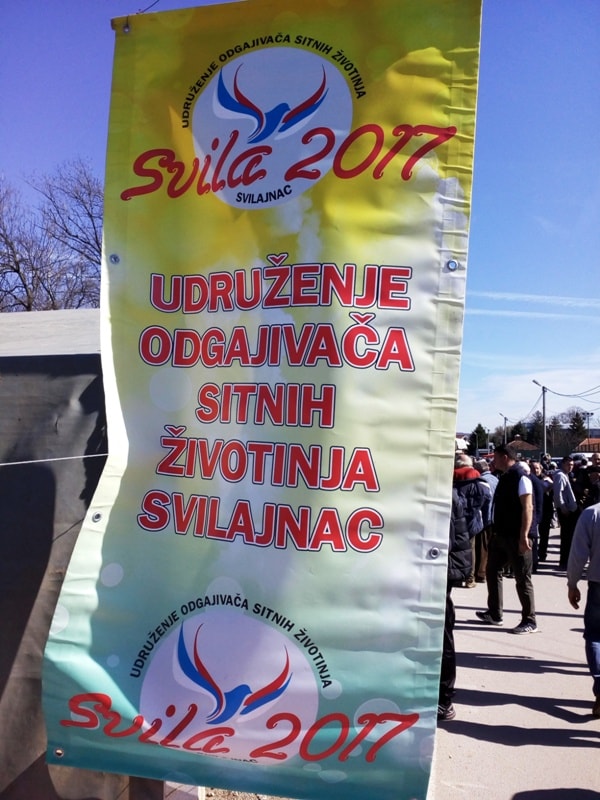 UDRUŽENJE ODGAJIVAČA SITNIH ŽIVOTINJA
Svila 2017
SVILAJNAC
UDRUŽENJE
ODGAJIVAČA
SITNIH
ŽIVOTINJA
SVILAJNAC
UDRUŽENJE ODGAJIVAČA SITNIH ŽIVOTINJA
Svila 2017